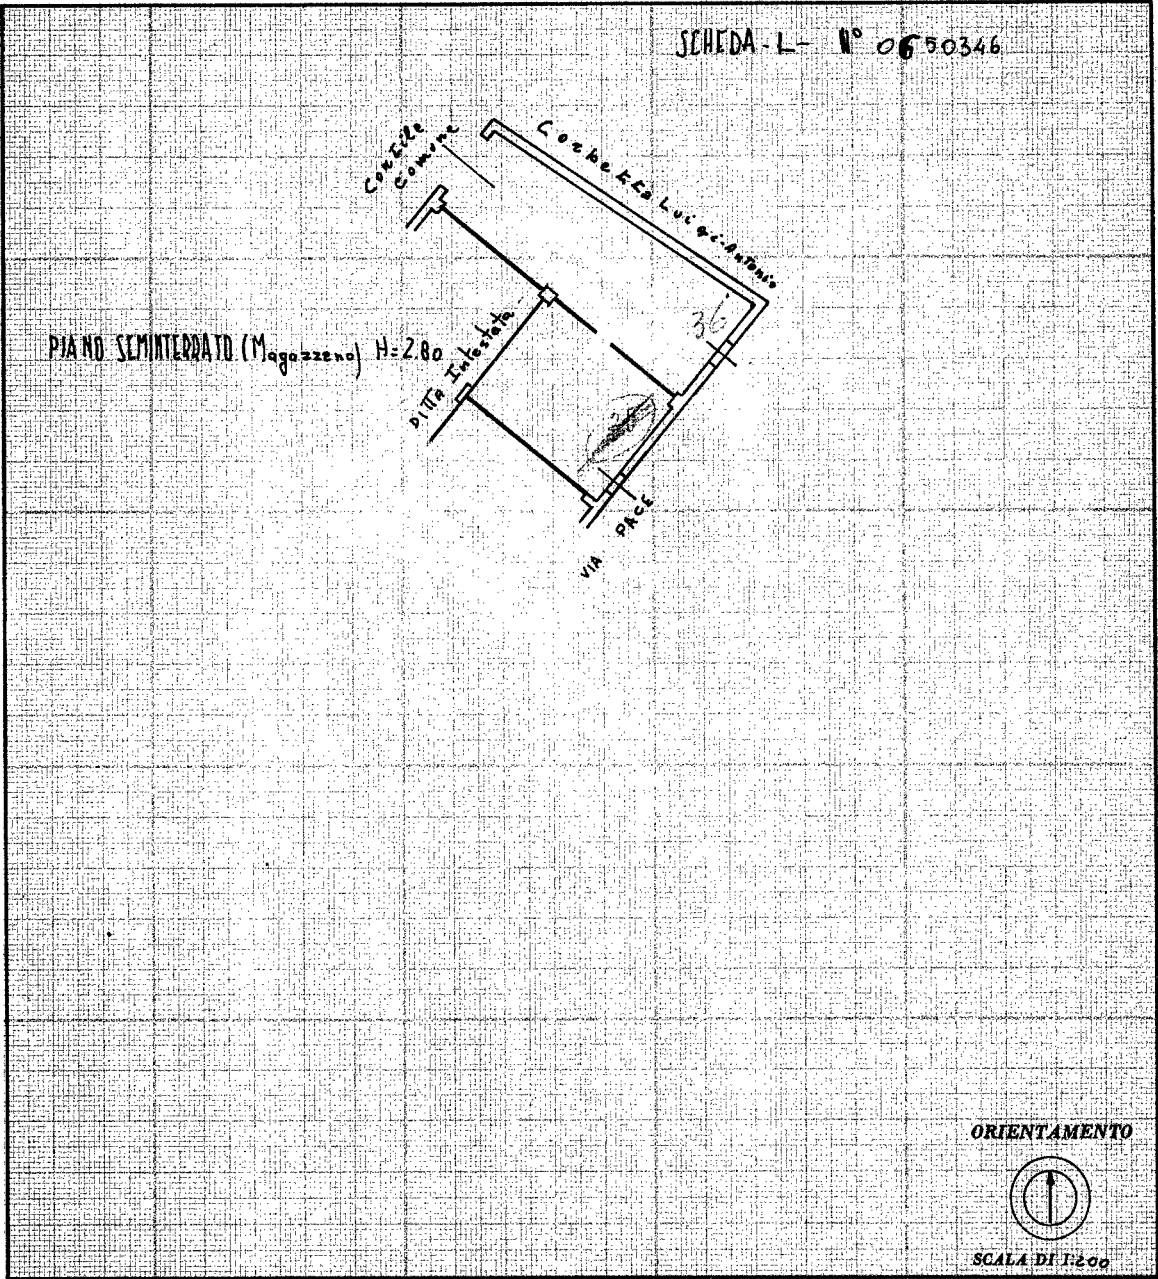 SCHEDA - L - N° 0650346
Cortile
Comune
Corbetta Luigi-Antonio
36
PIANO SEMINTERRATO (Magazzeno) H=2.80
DITTA Intestata
VIA PACE
ORIENTAMENTO
SCALA DI 1:200